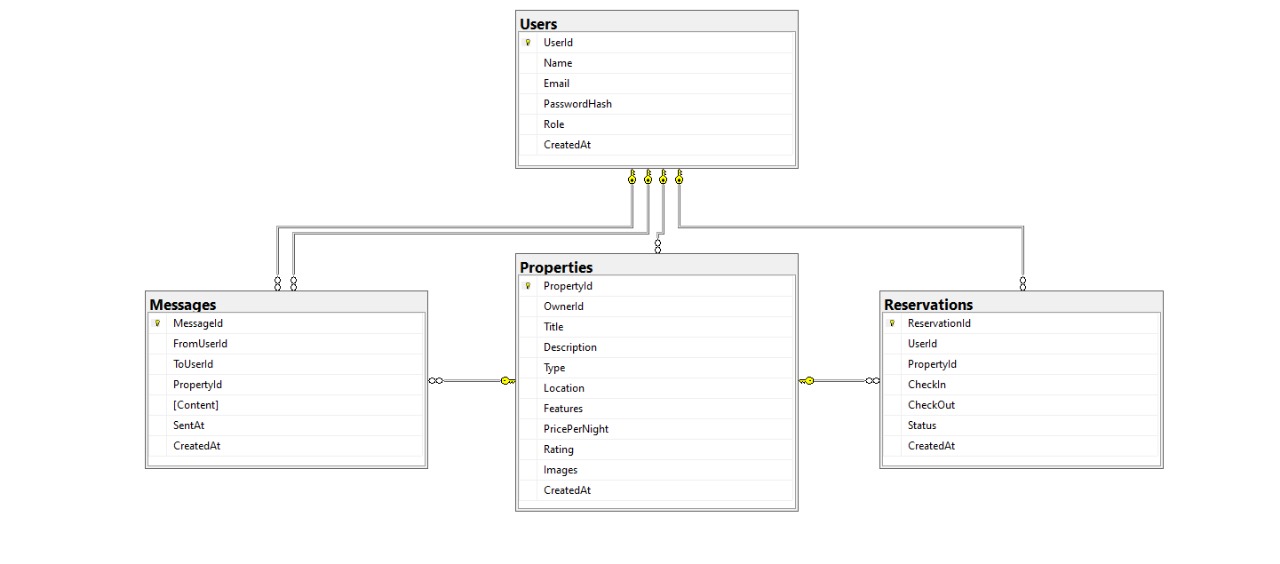 Users
UserId
Name
Email
PasswordHash
Role
CreatedAt
Messages
MessageId
FromUserId
ToUserId
PropertyId
[Content]
SentAt
CreatedAt
Properties
PropertyId
OwnerId
Title
Description
Type
Location
Features
PricePerNight
Rating
Images
CreatedAt
Reservations
ReservationId
UserId
PropertyId
CheckIn
CheckOut
Status
CreatedAt